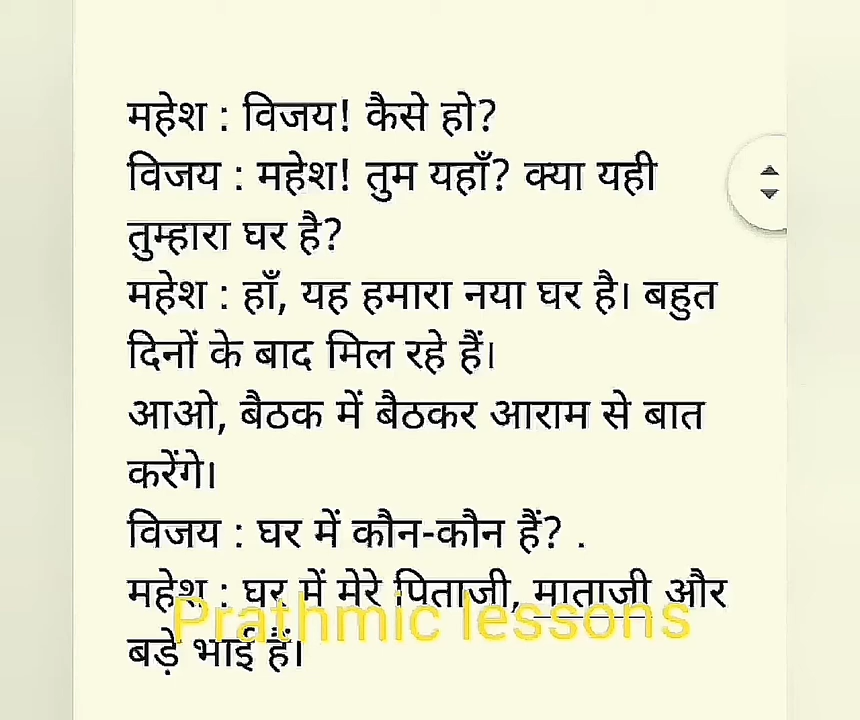 महेश : विजय! कैसे हो?
विजय : महेश! तुम यहाँ? क्या यही
तुम्हारा घर है?
महेश : हाँ, यह हमारा नया घर है। बहुत
दिनों के बाद मिल रहे हैं।
आओ, बैठक में बैठकर आराम से बात
करेंगे।
विजय : घर में कौन-कौन हैं? .
महेश : घर में मेरे पिताजी, माताजी और
Prathmic lessons
बड़े भाई हैं।